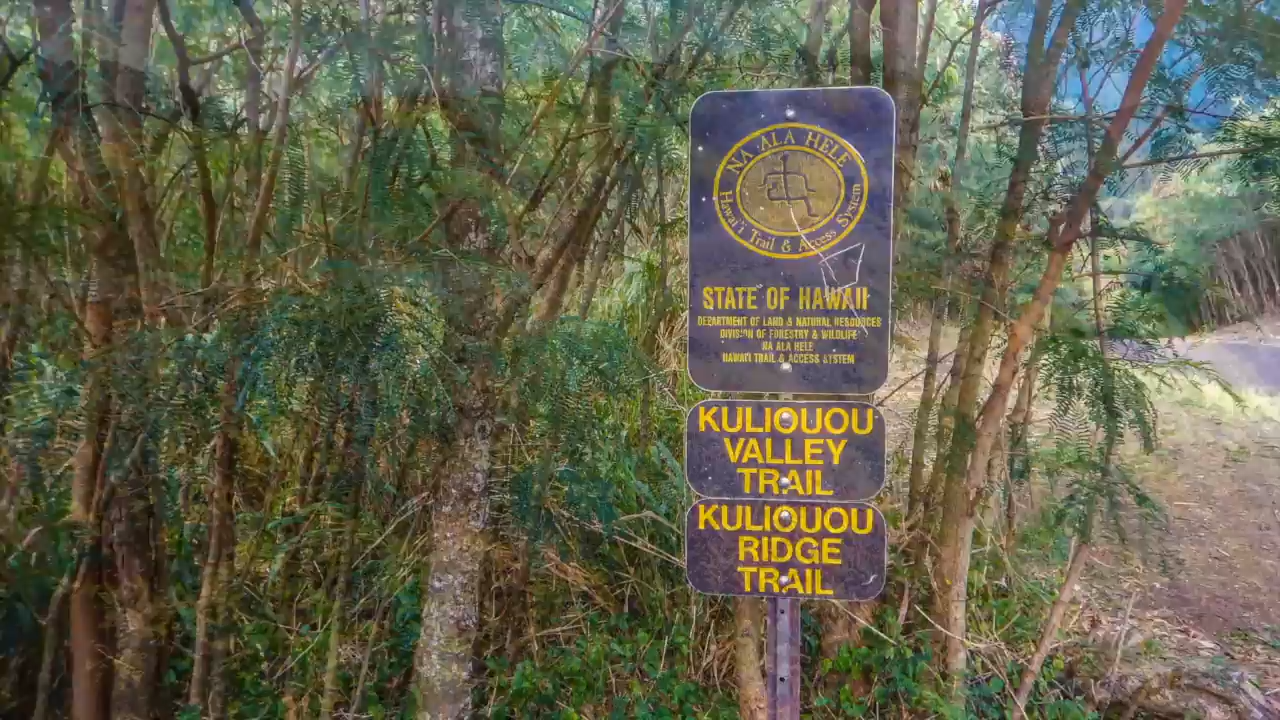 NA ALA HELE
Hawai'i Trail & Access System
STATE OF HAWAII
DEPARTMENT OF LAND & NATURAL RESOURCES
DIVISION OF FORESTRY & WILDLIFE
NA ALA HELE
HAWAI'I TRAIL & ACCESS SYSTEM
KULIOUOU
VALLEY
TRAIL
KULIOUOU
RIDGE
TRAIL